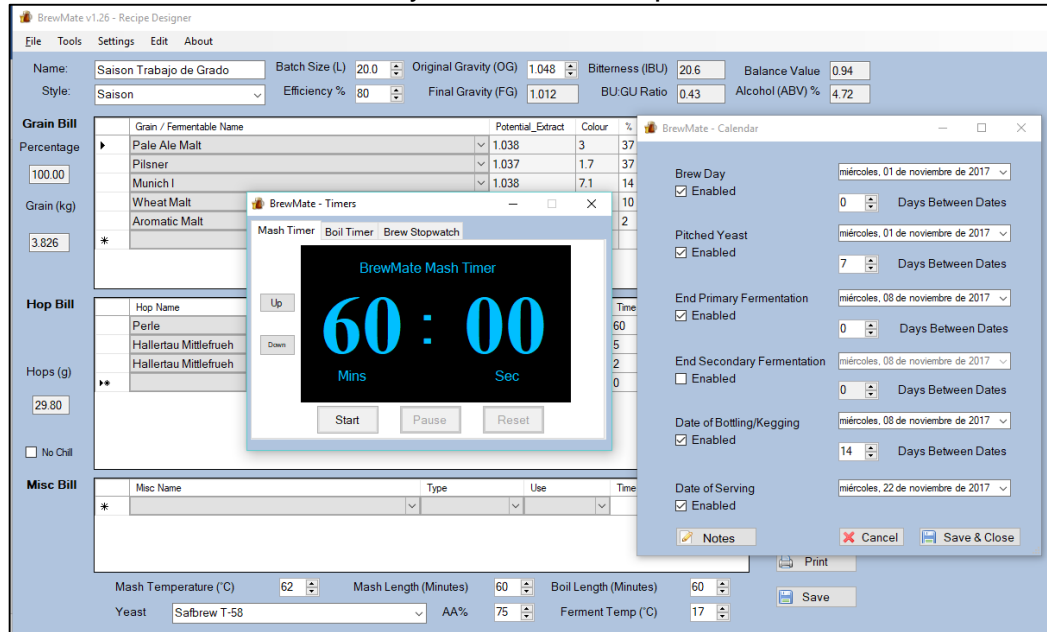 BrewMate v1.26 - Recipe Designer
File Tools Settings Edit About
Name: Saison Trabajo de Grado Batch Size (L) 20.0 Original Gravity (OG) 1.048 Bitterness (IBU) 20.6 Balance Value 0.94
Style: Saison Efficiency % 80 Final Gravity (FG) 1.012 BU:GU Ratio 0.43 Alcohol (ABV) % 4.72
Grain Bill
Percentage
100.00
Grain (kg)
3.826
Grain / Fementable Name Potential_Extract Colour %
Pale Ale Malt 1.038 3 37
Pilsner 1.037 1.7 37
Munich I 1.038 7.1 14
Wheat Malt 10
Aromatic Malt 2
Hop Bill
Hops (g)
29.80
No Chill
Hop Name Time
Perle 60
Hallertau Mittlefrueh 5
Hallertau Mittlefrueh 2
0
Misc Bill
Misc Name Type Use Time
Mash Temperature (°C) 62 Mash Length (Minutes) 60 Boil Length (Minutes) 60
Yeast Safbrew T-58 AA% 75 Ferment Temp (°C) 17
Print
Save
BrewMate - Timers
Mash Timer Boil Timer Brew Stopwatch
BrewMate Mash Timer
Up
Down
60 : 00
Mins Sec
Start Pause Reset
BrewMate - Calendar
Brew Day miércoles, 01 de noviembre de 2017
Enabled
0 Days Between Dates
Pitched Yeast miércoles, 01 de noviembre de 2017
Enabled
7 Days Between Dates
End Primary Fermentation miércoles, 08 de noviembre de 2017
Enabled
0 Days Between Dates
End Secondary Fermentation miércoles, 08 de noviembre de 2017
Enabled
0 Days Between Dates
Date of Bottling/Kegging miércoles, 08 de noviembre de 2017
Enabled
14 Days Between Dates
Date of Serving miércoles, 22 de noviembre de 2017
Enabled
Notes Cancel Save & Close